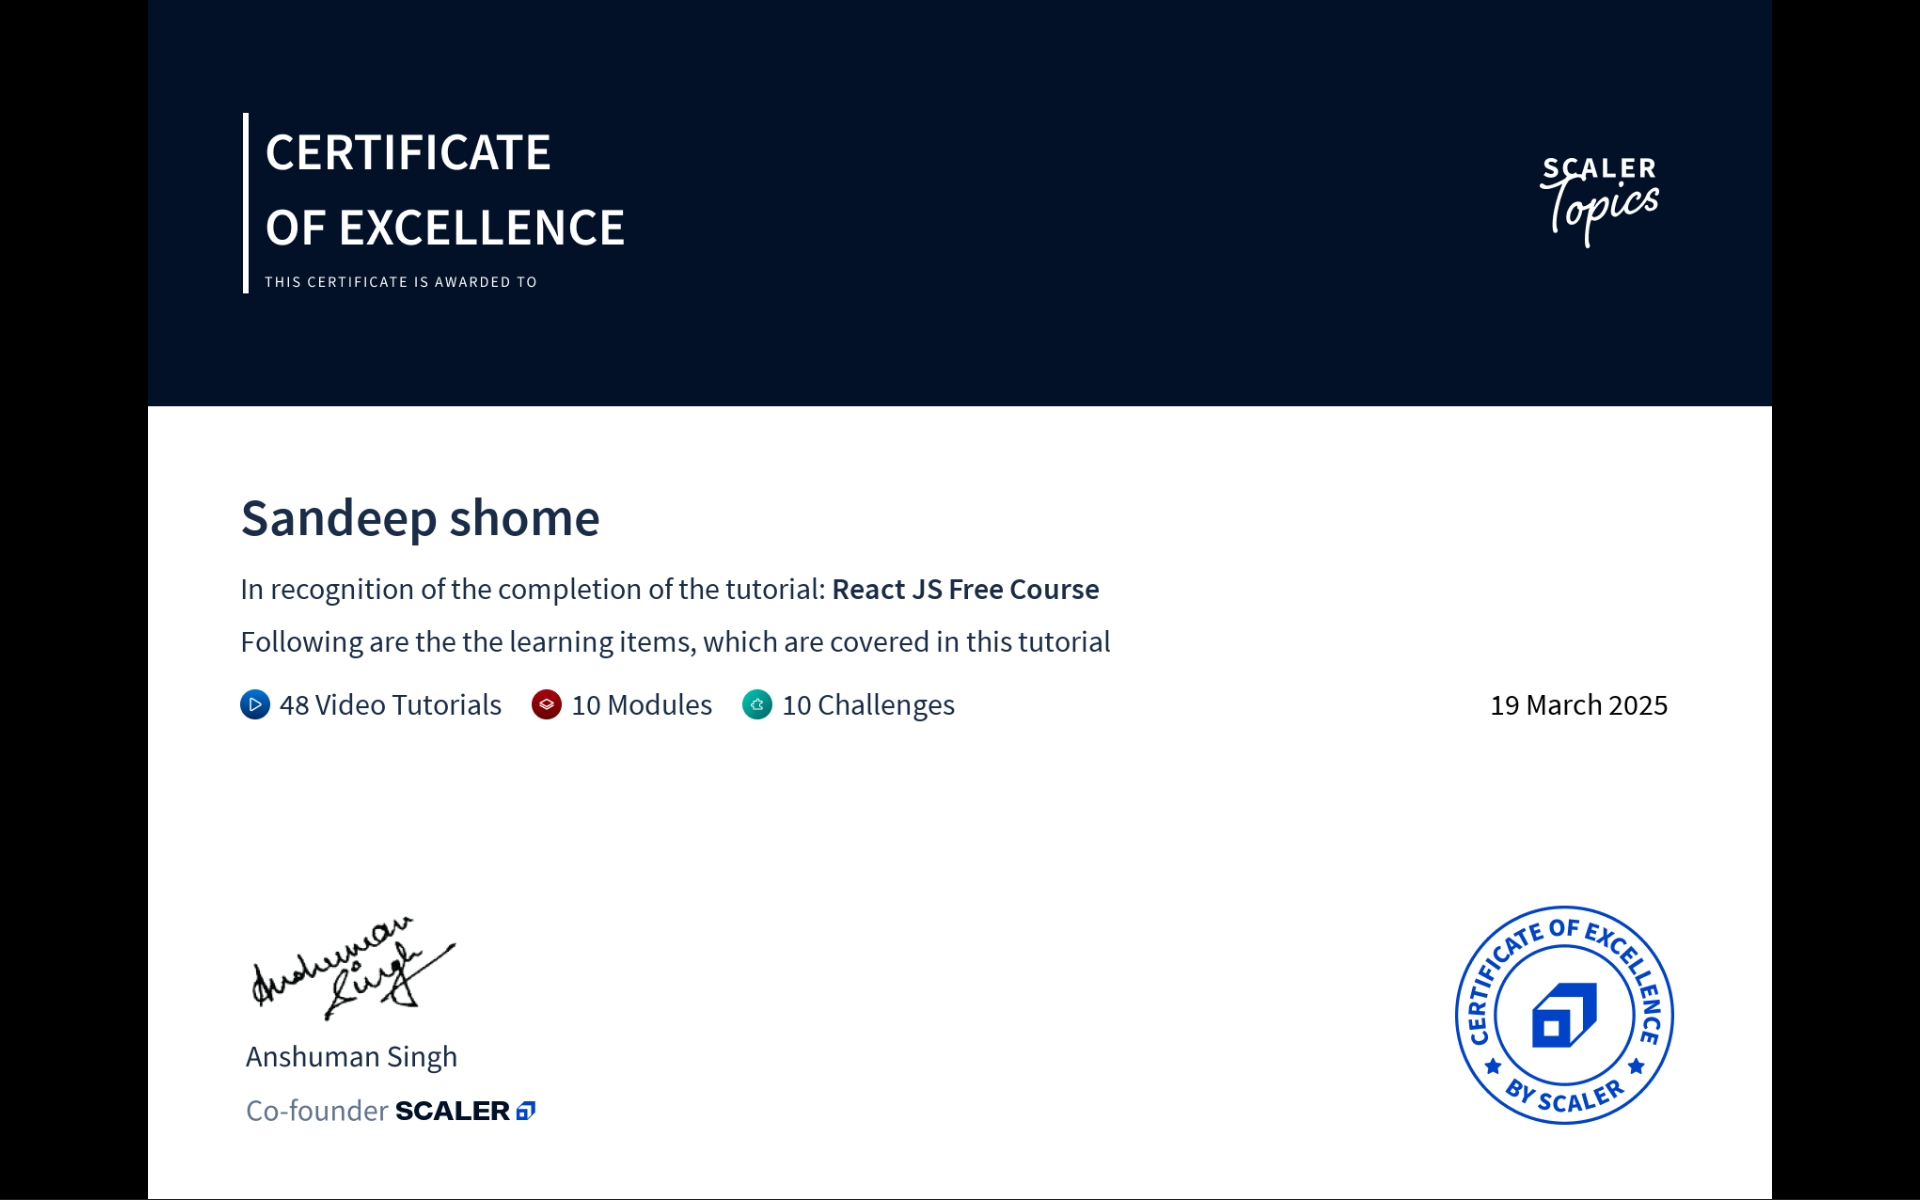 CERTIFICATE
OF EXCELLENCE
THIS CERTIFICATE IS AWARDED TO
SCALER
Topics
Sandeep shome
In recognition of the completion of the tutorial: React JS Free Course
Following are the the learning items, which are covered in this tutorial
48 Video Tutorials 10 Modules 10 Challenges
19 March 2025
Anshuman
Singh
Anshuman Singh
Co-founder SCALER
CERTIFICATE OF EXCELLENCE
BY SCALER